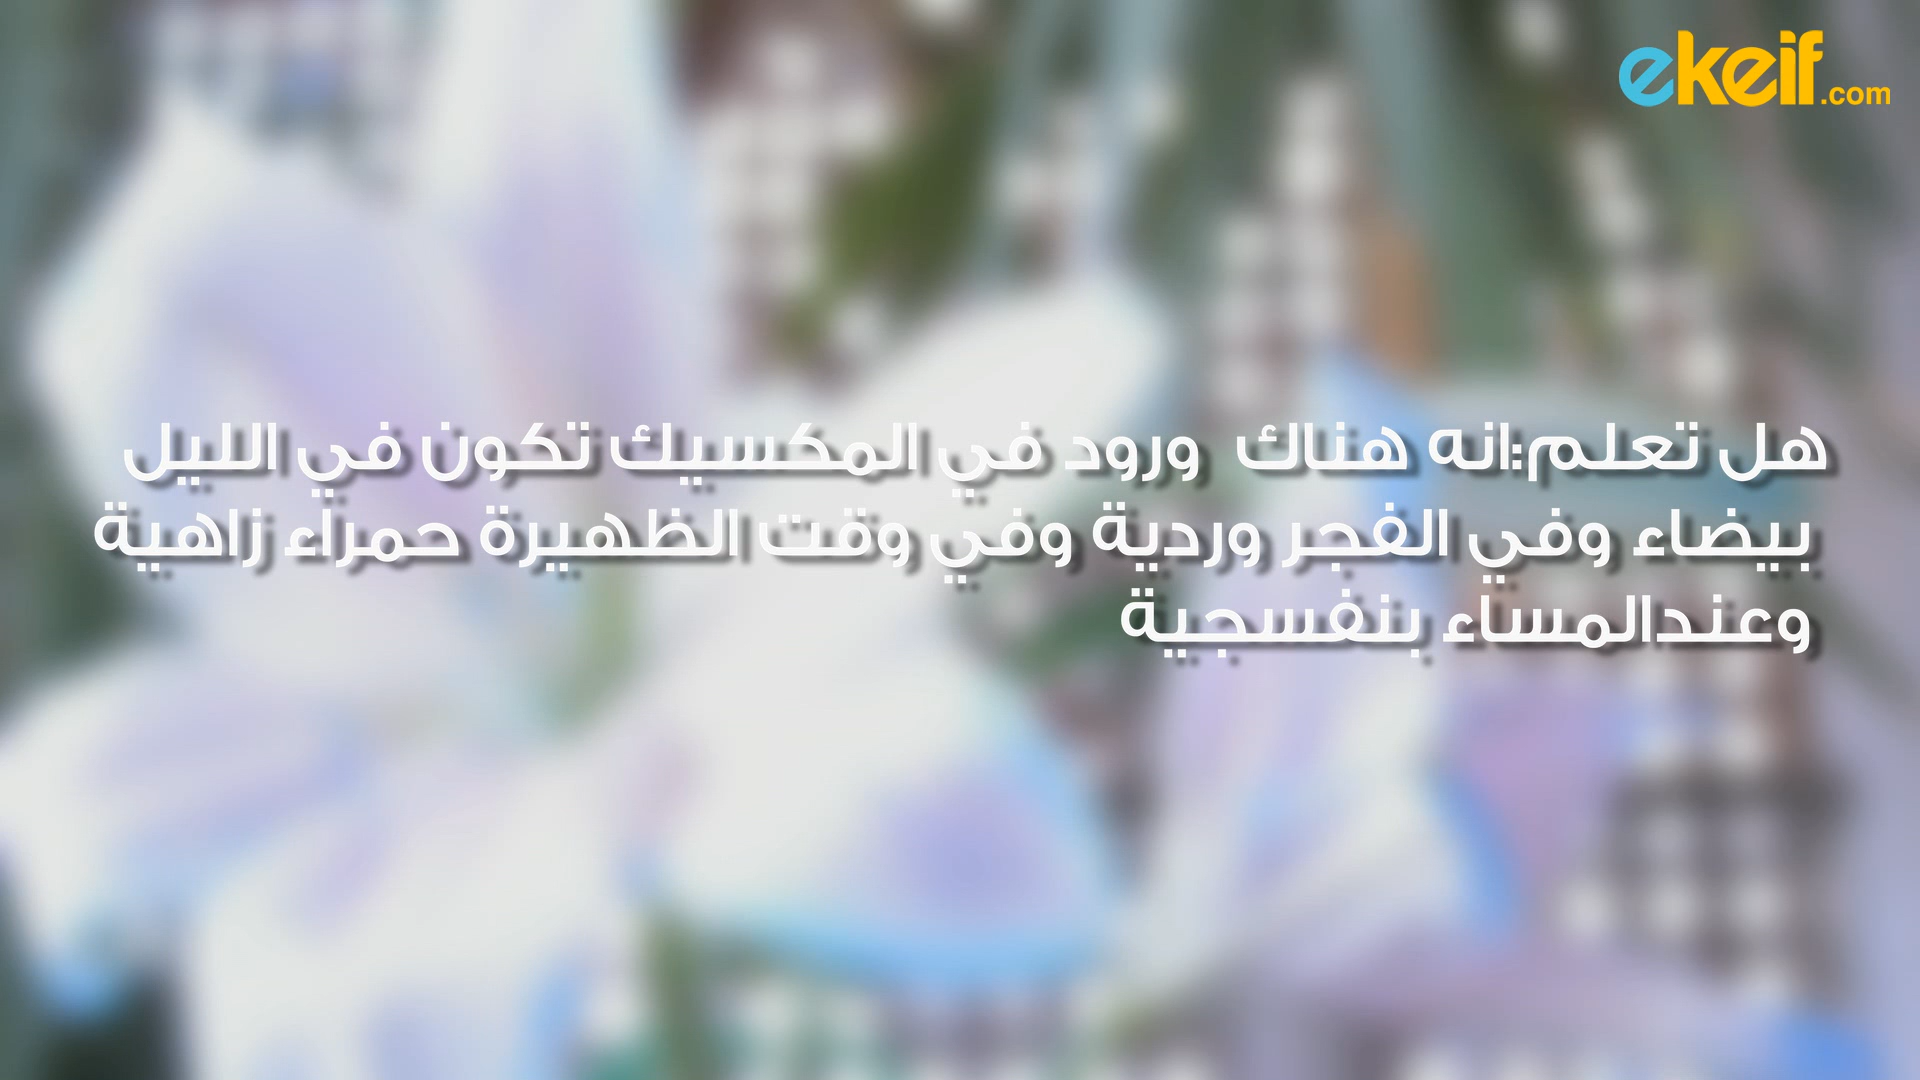 ekeif.com
هل تعلم:انه هناك ورود في المكسيك تكون في الليل
بيضاء وفي الفجر وردية وفي وقت الظهيرة حمراء زاهية
وعندالمساء بنفسجية